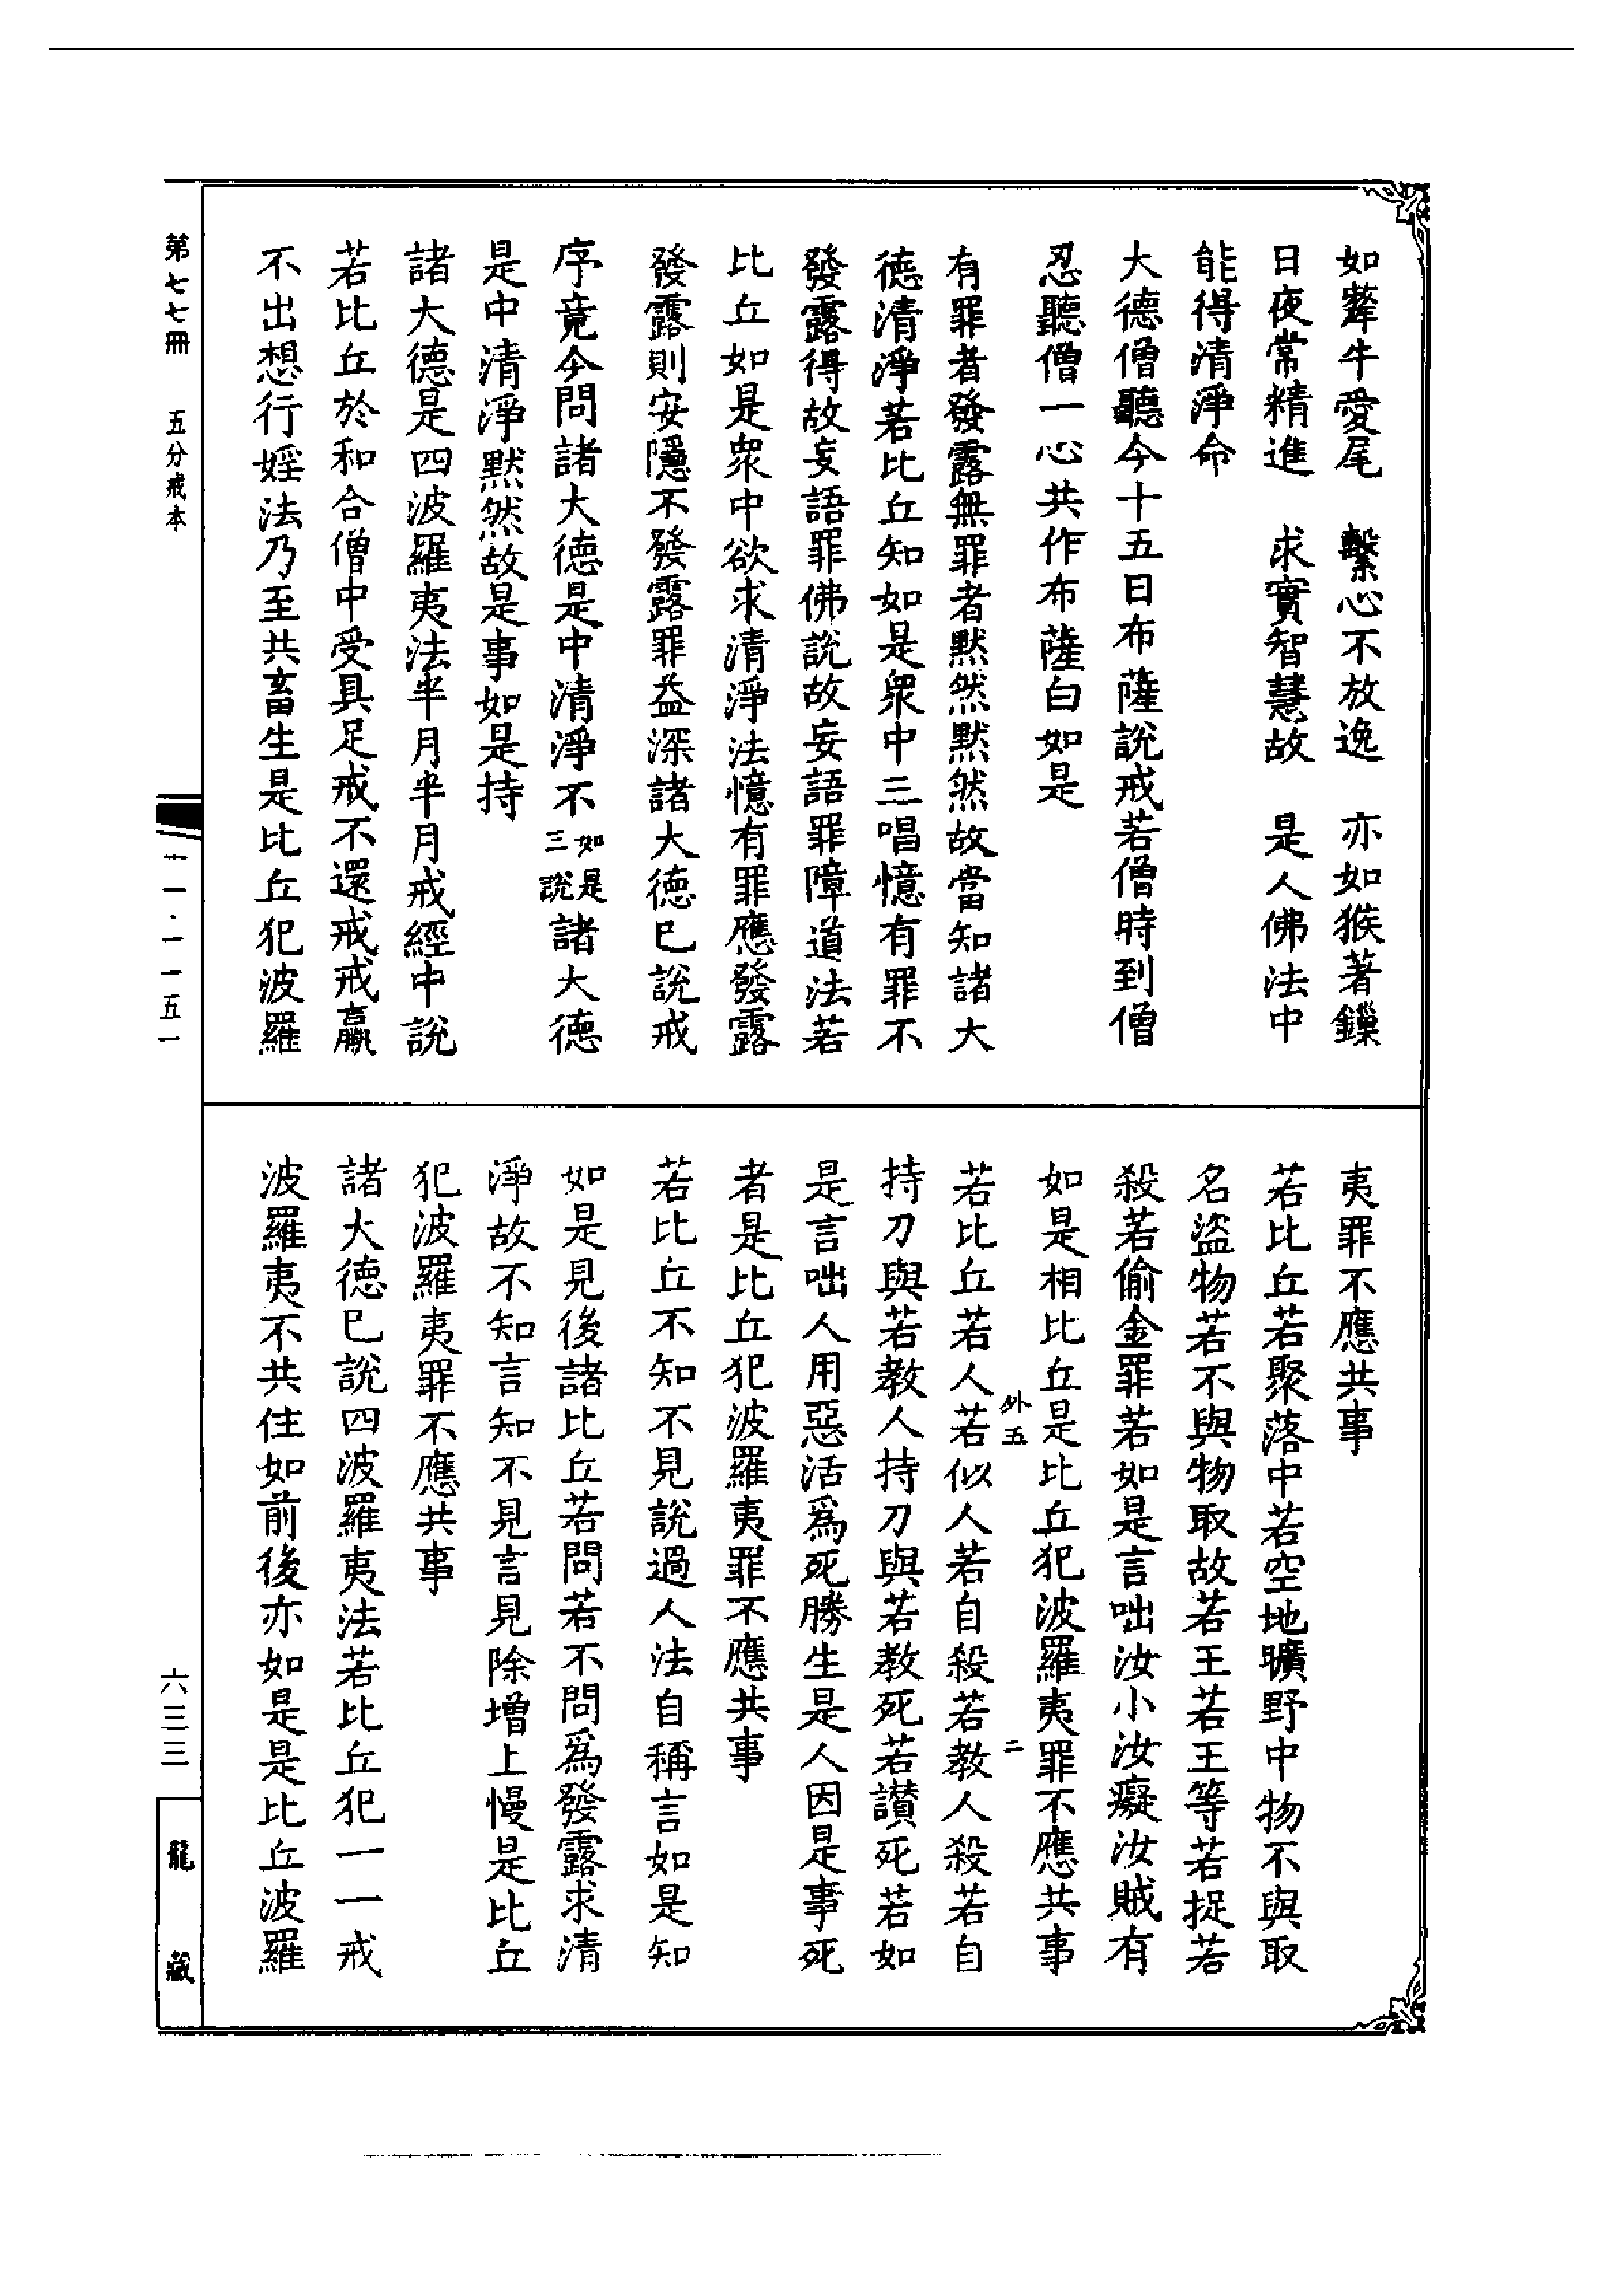 如犛牛愛尾　繫心不放逸　亦如猴著鏁
日夜常精進　求實智慧故　是人佛法中
能得清淨命
大德僧聽今十五日布薩說戒若僧時到僧
忍聽僧一心共作布薩白如是
有罪者發露無罪者默然默然故當知諸大
德清淨若比丘知如是衆中三唱憶有罪不
發露得故妄語罪佛說故妄語罪障道法若
比丘如是衆中欲求清淨法憶有罪應發露
發露則安隱不發露罪益深諸大德已說戒
序竟今問諸大德是中清淨不如是三說諸大德
是中清淨默然故是事如是持
諸大德是四波羅夷法半月半月戒經中說
若比丘於和合僧中受具足戒不還戒戒羸
不出想行婬法乃至共畜生是比丘犯波羅
夷罪不應共事
若比丘若聚落中若空地曠野中物不與取
名盜物若不與物取故若王若王等若捉若
殺若偷金罪若如是言咄汝小汝癡汝賊有
如是相比丘是比丘犯波羅夷罪不應共事
外五　二
若比丘若人若似人若自殺若教人殺若自
持刀與若教人持刀與若教死若讚死若如
是言咄人用惡活爲死勝生是人因是事死
者是比丘犯波羅夷罪不應共事
若比丘不知不見說過人法自稱言如是知
如是見後諸比丘若問若不問爲發露求清
淨故不知言知不見言見除增上慢是比丘
犯波羅夷罪不應共事
諸大德已說四波羅夷法若比丘犯一一戒
波羅夷不共住如前後亦如是是比丘波羅
第七七冊　五分戒本
一一·一一五一
六三三
龍藏